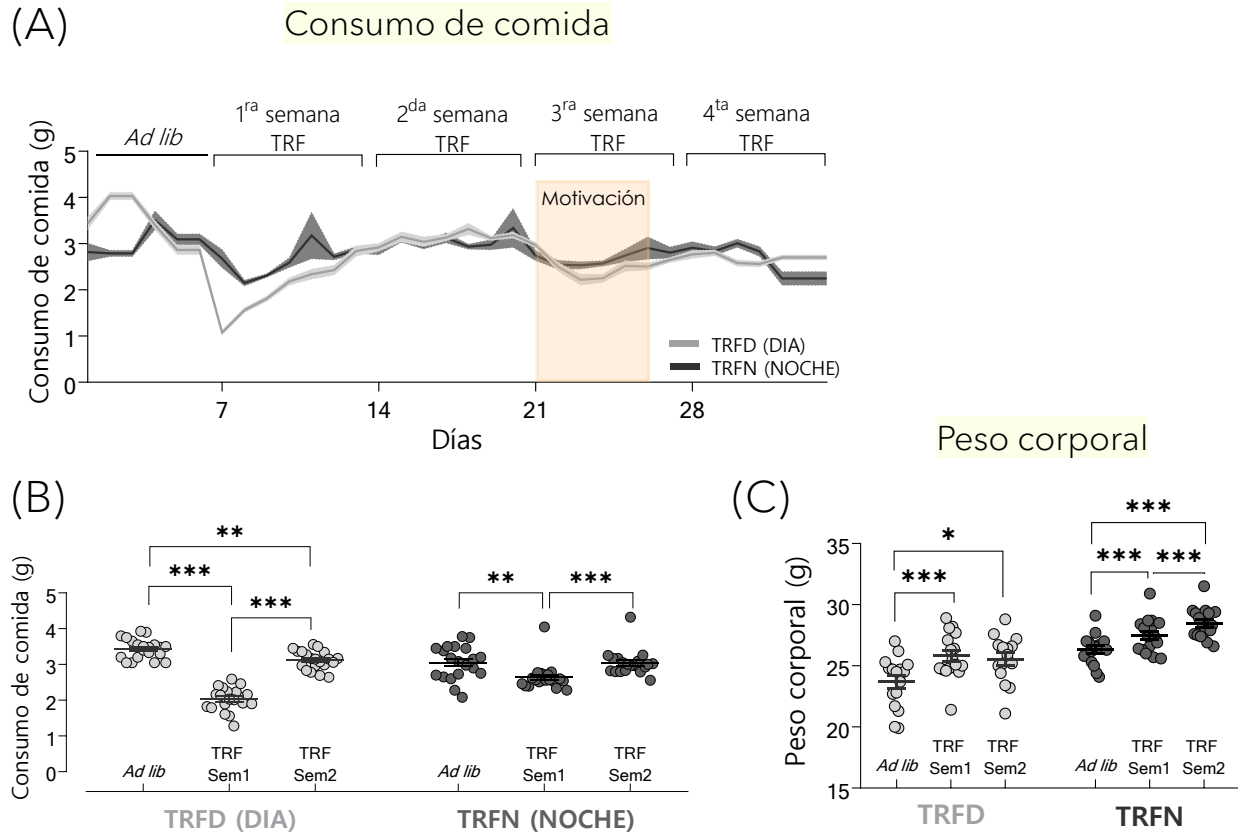 (A)
Consumo de comida
Consumo de comida (g)
Ad lib
1ra semana
TRF
2da semana
TRF
3ra semana
TRF
4ta semana
TRF
5
4
3
2
1
0
Motivación
TRFD (DIA)
TRFN (NOCHE)
7
14
21
28
Días
(B)
Consumo de comida (g)
5
4
3
2
1
0
**
***
***
**
***
Ad lib
TRF
Sem1
TRF
Sem2
Ad lib
TRF
Sem1
TRF
Sem2
TRFD (DIA)
TRFN (NOCHE)
Peso corporal
(C)
Peso corporal (g)
35
30
25
20
15
*
***
***
***
***
Ad lib
TRF
Sem1
TRF
Sem2
Ad lib
TRF
Sem1
TRF
Sem2
TRFD
TRFN